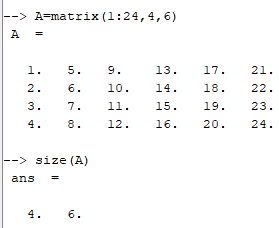 --> A=matrix(1:24,4,6)
A  =
1.   5.   9.    13.   17.   21.
2.   6.   10.   14.   18.   22.
3.   7.   11.   15.   19.   23.
4.   8.   12.   16.   20.   24.
--> size(A)
ans  =
4.   6.